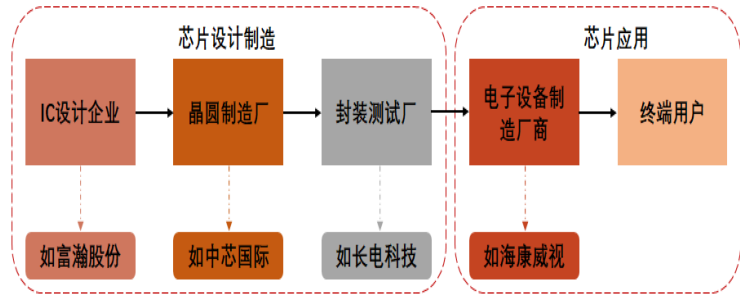 芯片设计制造
芯片应用
IC设计企业
晶圆制造厂
封装测试厂
电子设备制
造厂商
终端用户
如富瀚股份
如中芯国际
如长电科技
如海康威视